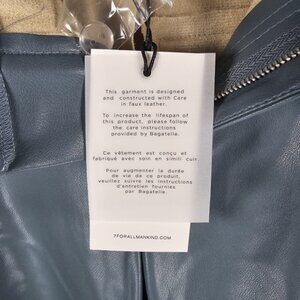 This garment is designed
and constructed with Care
in faux leather.
To increase the lifespan of
this product, please follow
the care instructions
provided by Bagatelle.
Ce vêtement est conçu et
fabriqué avec soin en simili cuir.
Pour augmenter la durée
de vie de ce produit,
veuillez suivre les instructions
d'entretien fournies
par Bagatelle.
7FORALLMANKIND.COM